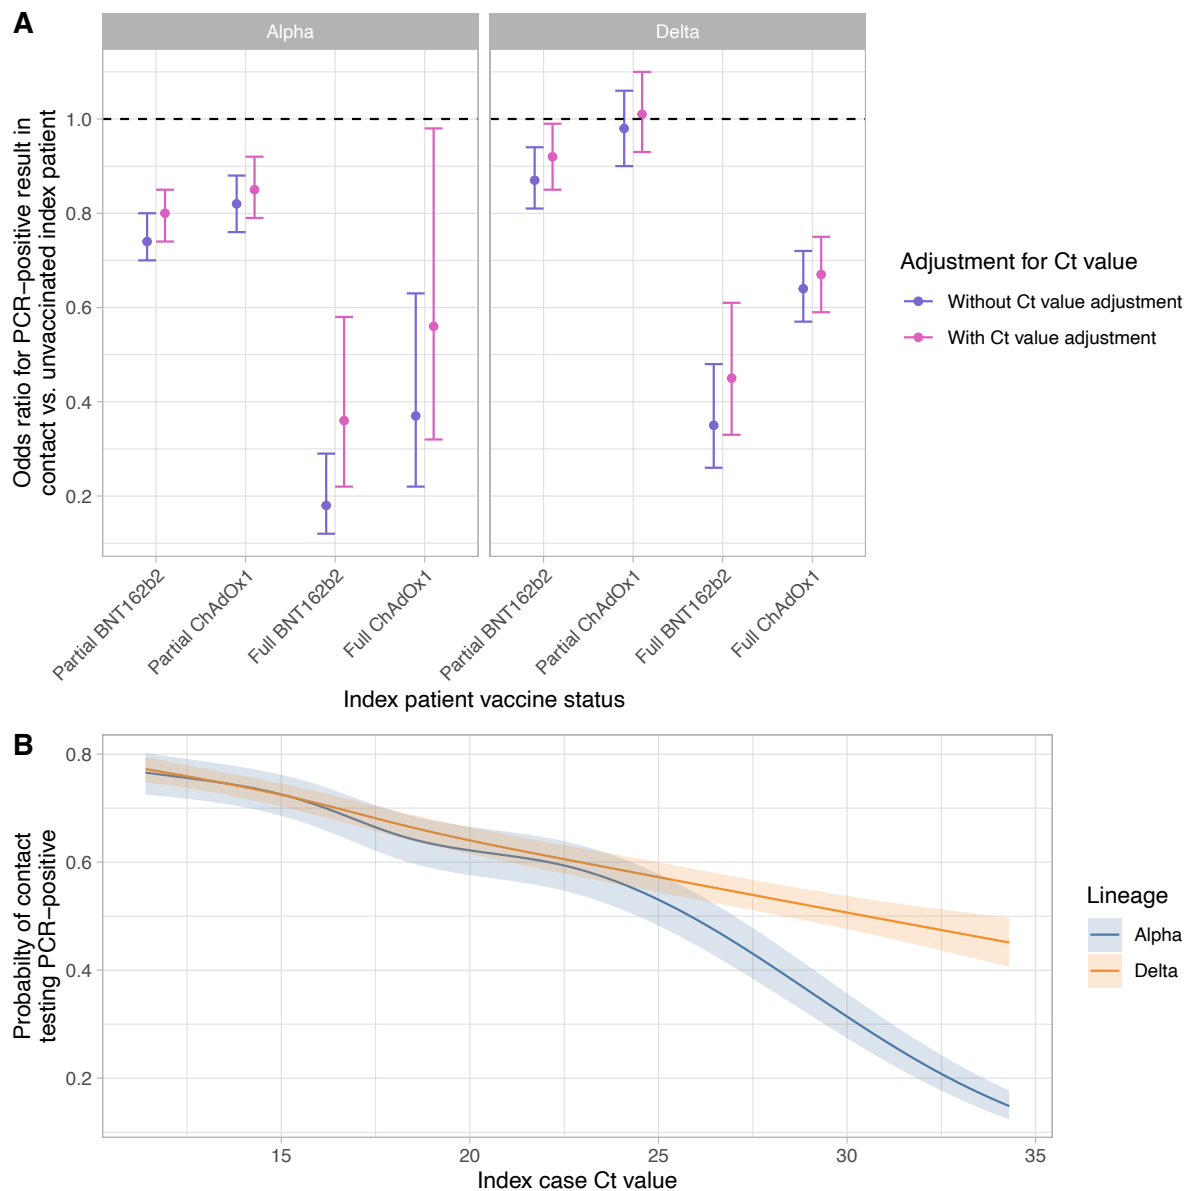 A
Alpha
Delta
Odds ratio for PCR−positive result in
contact vs. unvaccinated index patient
1.0
0.8
0.6
0.4
0.2
Partial BNT162b2
Partial ChAdOx1
Full BNT162b2
Full ChAdOx1
Partial BNT162b2
Partial ChAdOx1
Full BNT162b2
Full ChAdOx1
Index patient vaccine status
Adjustment for Ct value
Without Ct value adjustment
With Ct value adjustment
B
Probabilty of contact
testing PCR−positive
0.8
0.6
0.4
0.2
15
20
25
30
35
Index case Ct value
Lineage
Alpha
Delta